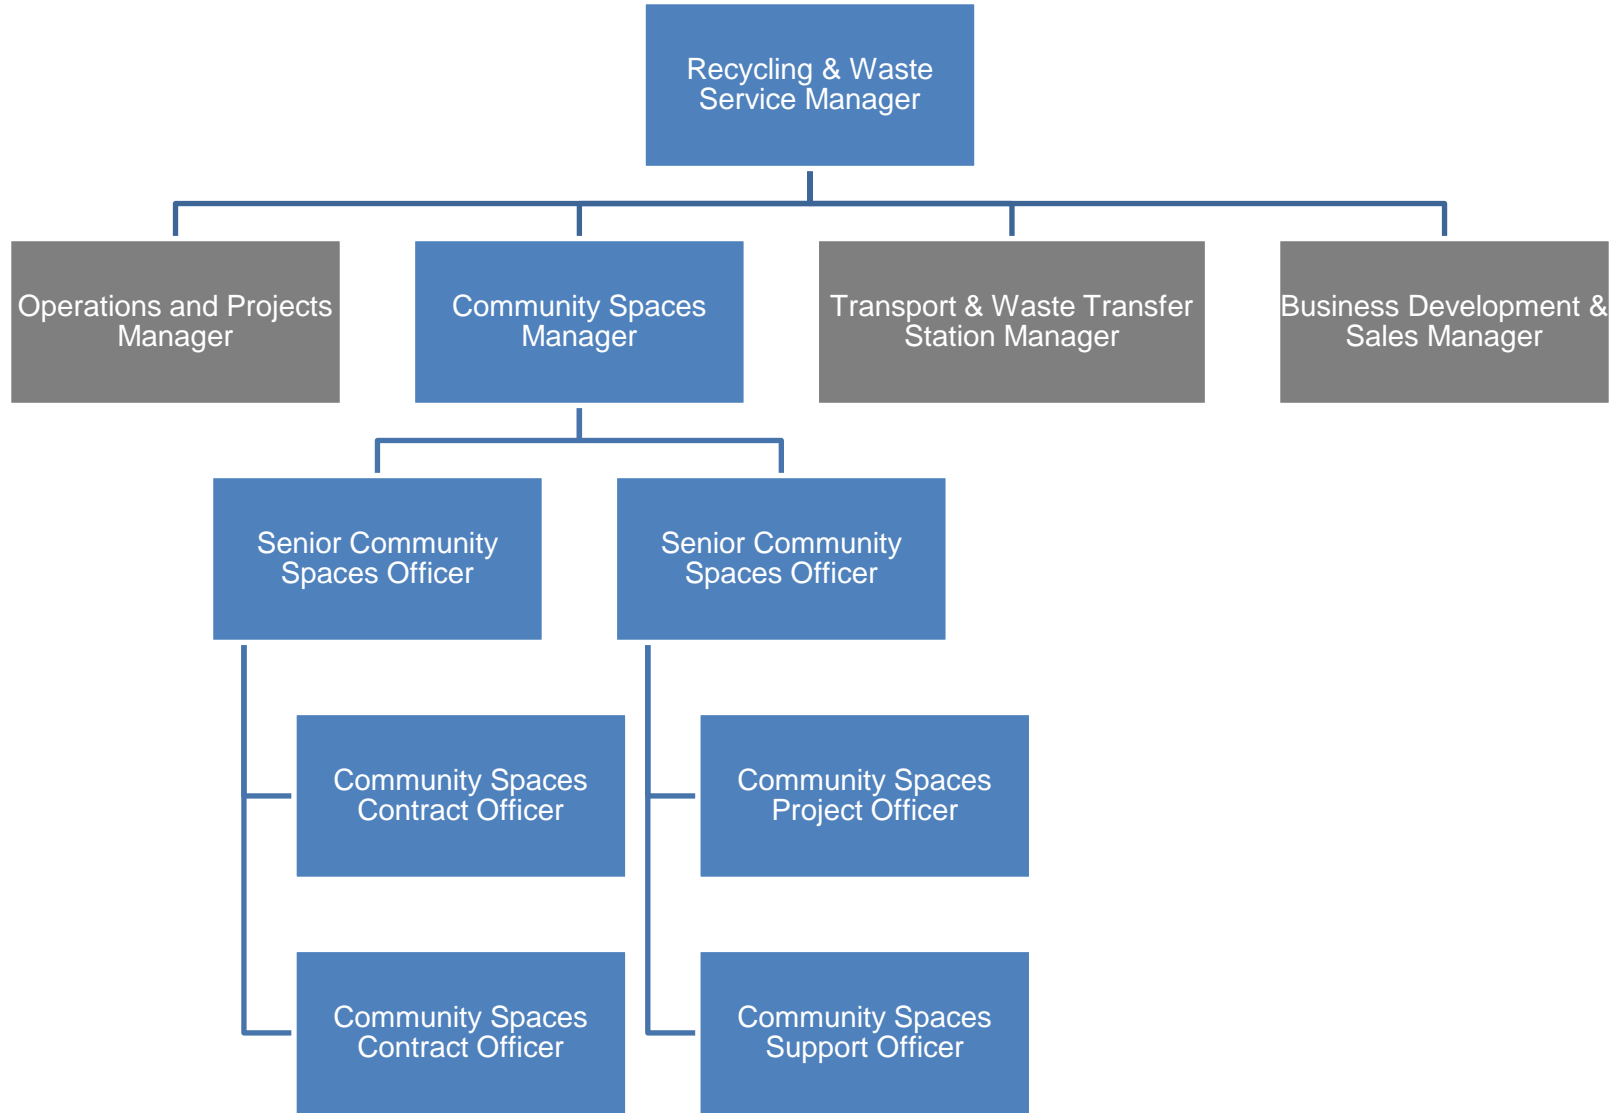 Recycling & Waste
Service Manager
Operations and Projects
Manager
Community Spaces
Manager
Transport & Waste Transfer
Station Manager
Business Development &
Sales Manager
Senior Community
Spaces Officer
Senior Community
Spaces Officer
Community Spaces
Contract Officer
Community Spaces
Project Officer
Community Spaces
Contract Officer
Community Spaces
Support Officer